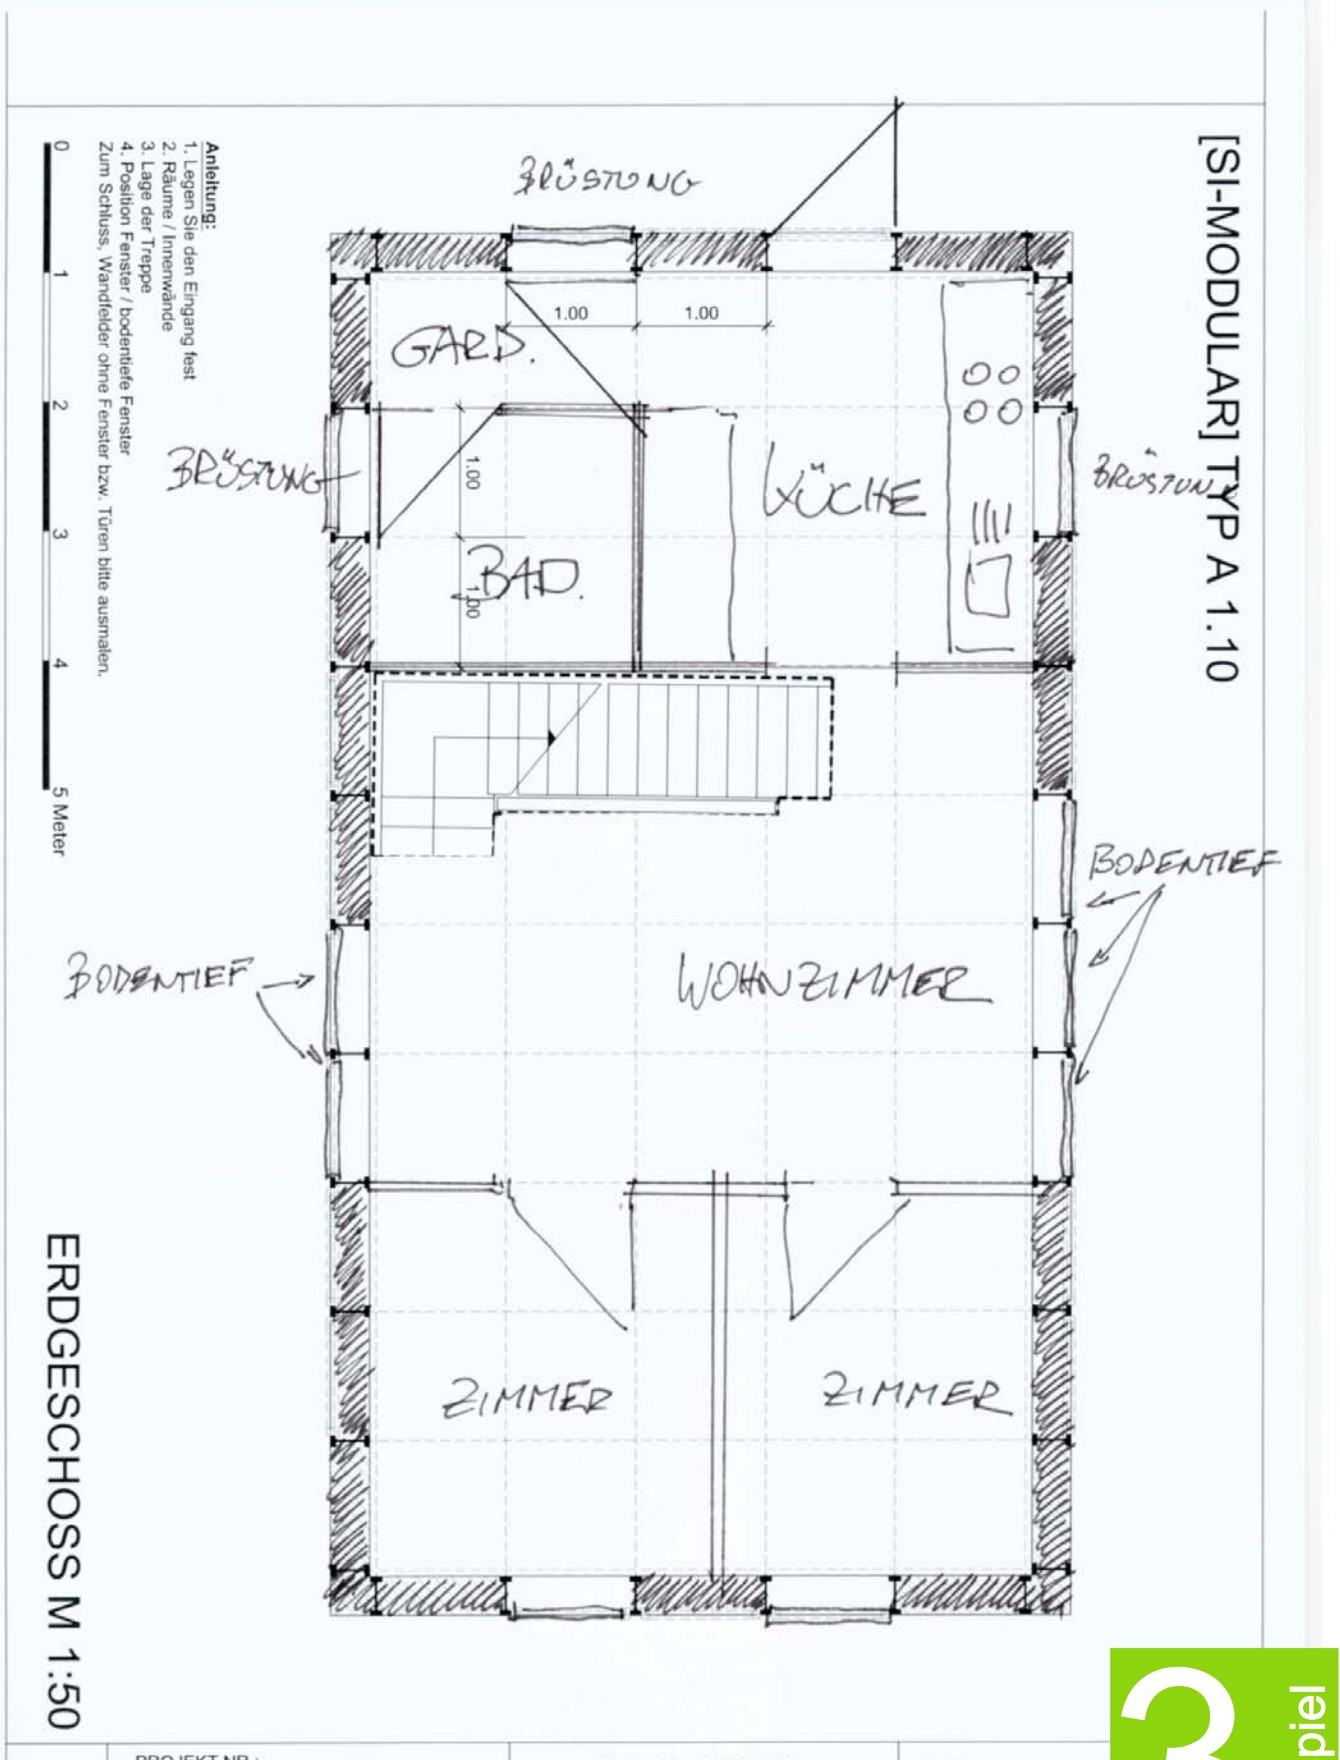 [SI-MODULAR] TYP A 1.10
Anleitung:
1. Legen Sie den Eingang fest
2. Räume / Innenwände
3. Lage der Treppe
4. Position Fenster / bodentiefe Fenster
Zum Schluss, Wandfelder ohne Fenster bzw. Türen bitte ausmalen.
0 1 2 3 4 5 Meter
ERDGESCHOSS M 1:50
BRÜSTUNG
1.00 1.00
GARD.
BRÜSTUNG
1.00
KÜCHE
BRÜSTUNG
BAD.
1.00
BODENTIEF
BODENTIEF
WOHNZIMMER
ZIMMER
ZIMMER
PROJEKT-NR.:
3
piel